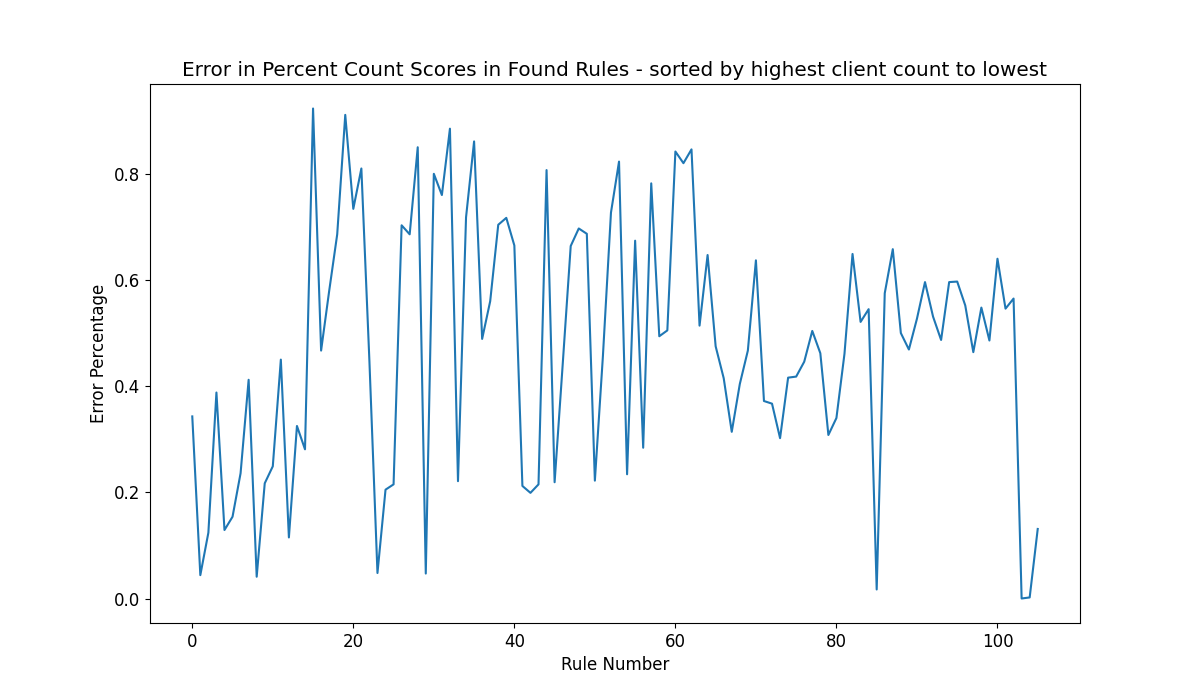 Error in Percent Count Scores in Found Rules - sorted by highest client count to lowest
0.8
0.6
0.4
0.2
0.0
Error Percentage
0 20 40 60 80 100
Rule Number